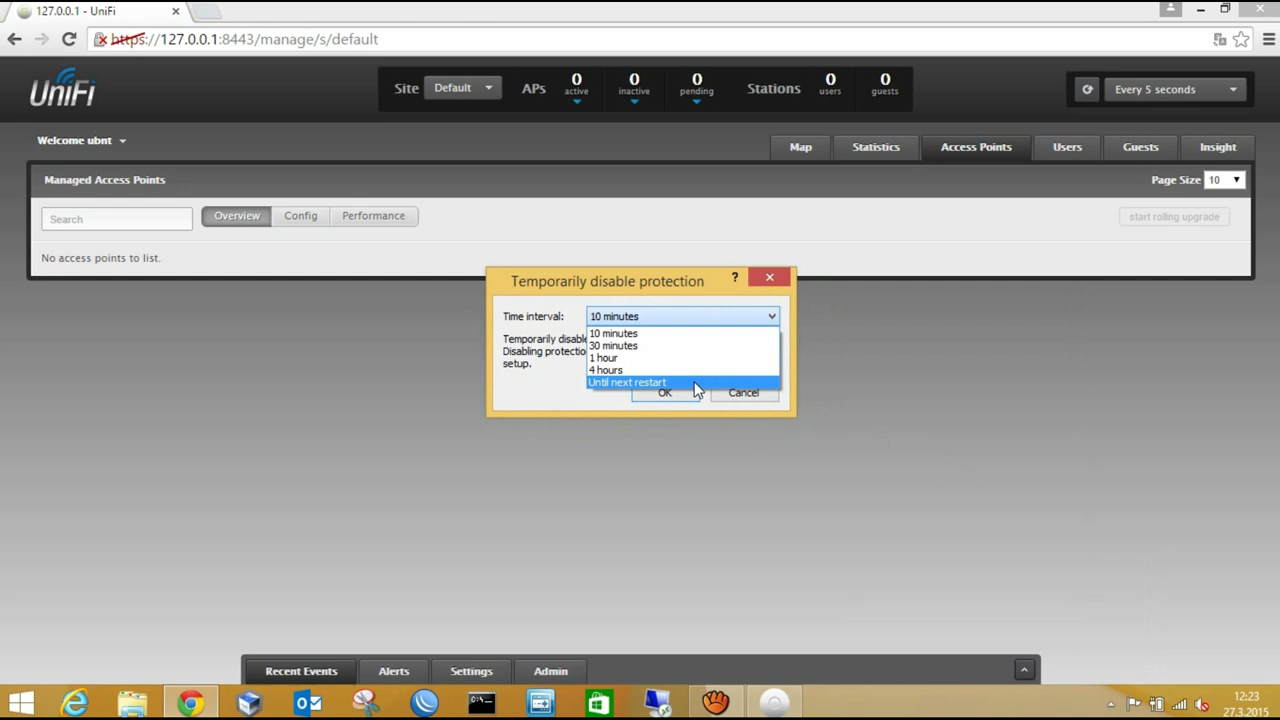 127.0.0.1 - UniFi
https://127.0.0.1:8443/manage/s/default
UniFi
Site Default APs 0 active 0 inactive 0 pending Stations 0 users 0 guests
Every 5 seconds
Welcome ubnt
Map Statistics Access Points Users Guests Insight
Managed Access Points
Page Size 10
Search Overview Config Performance
start rolling upgrade
No access points to list.
Temporarily disable protection ?
Time interval: 10 minutes
10 minutes
Temporarily disable
30 minutes
Disabling protectio
1 hour
setup.
4 hours
Until next restart
OK Cancel
Recent Events Alerts Settings Admin
C:\
12:23
27.3.2015